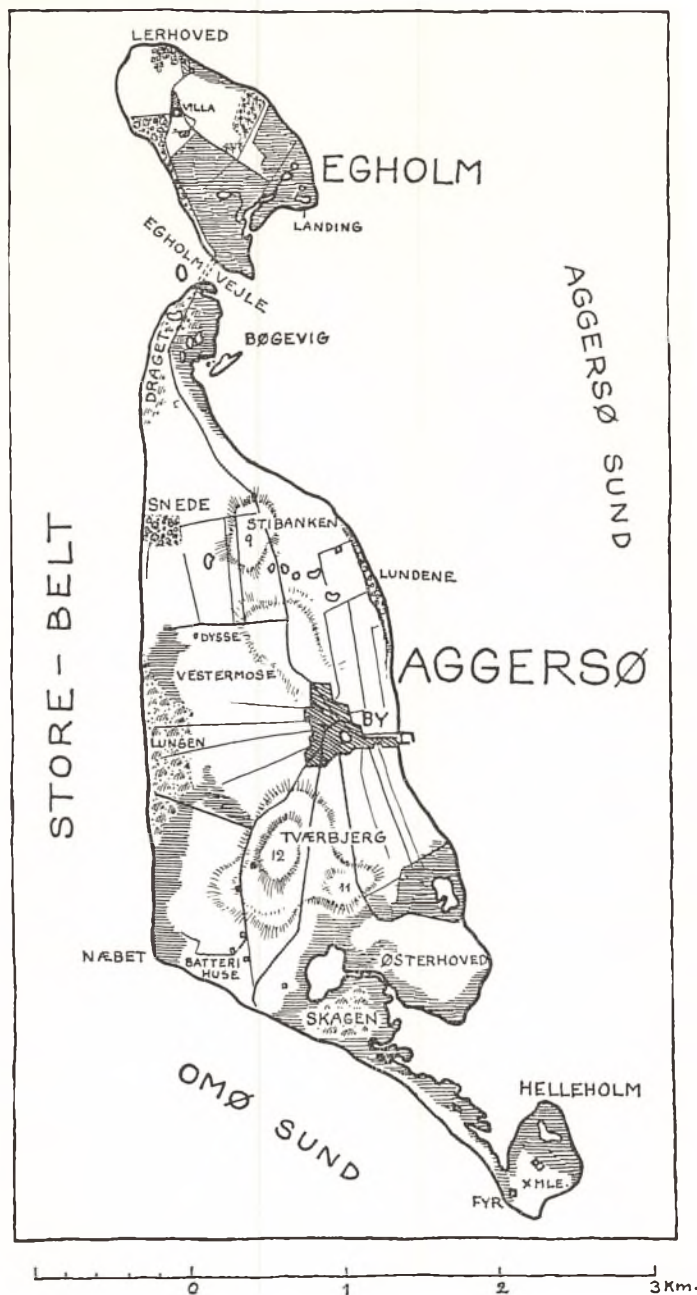 LERHOVED
VILLA
EGHOLM
LANDING
EGHOLM VEJLE
AGGERSØ SUND
BØGEVIG
DRAGET
SNEDE
STIBANKEN
9
LUNDENE
STORE-BELT
DYSSE
AGGERSØ
VESTERMOSE
BY
LUNGEN
TVÆRBJERG
12
11
NÆBET
BATTERI
HUSE
ØSTERHOVED
SKAGEN
OMØ SUND
HELLEHOLM
X MLE.
FYR
0 1 2 3 Km.